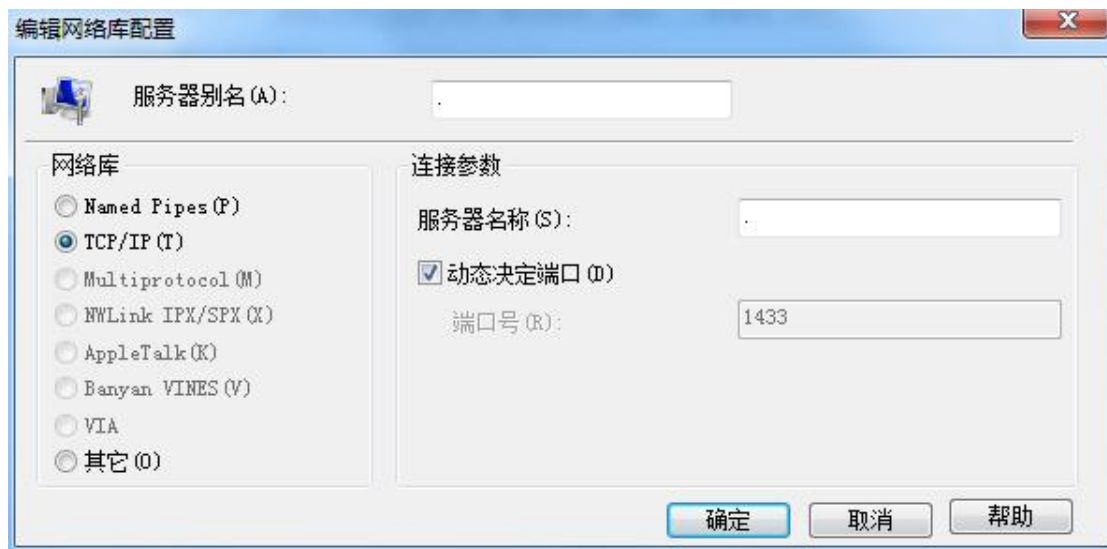 编辑网络库配置
服务器别名(A): .
网络库
Named Pipes(P)
TCP/IP(T)
Multiprotocol(M)
NWLink IPX/SPX(X)
AppleTalk(K)
Banyan VINES(V)
VIA
其它(O)
连接参数
服务器名称(S): .
动态决定端口(D)
端口号(R): 1433
确定 取消 帮助